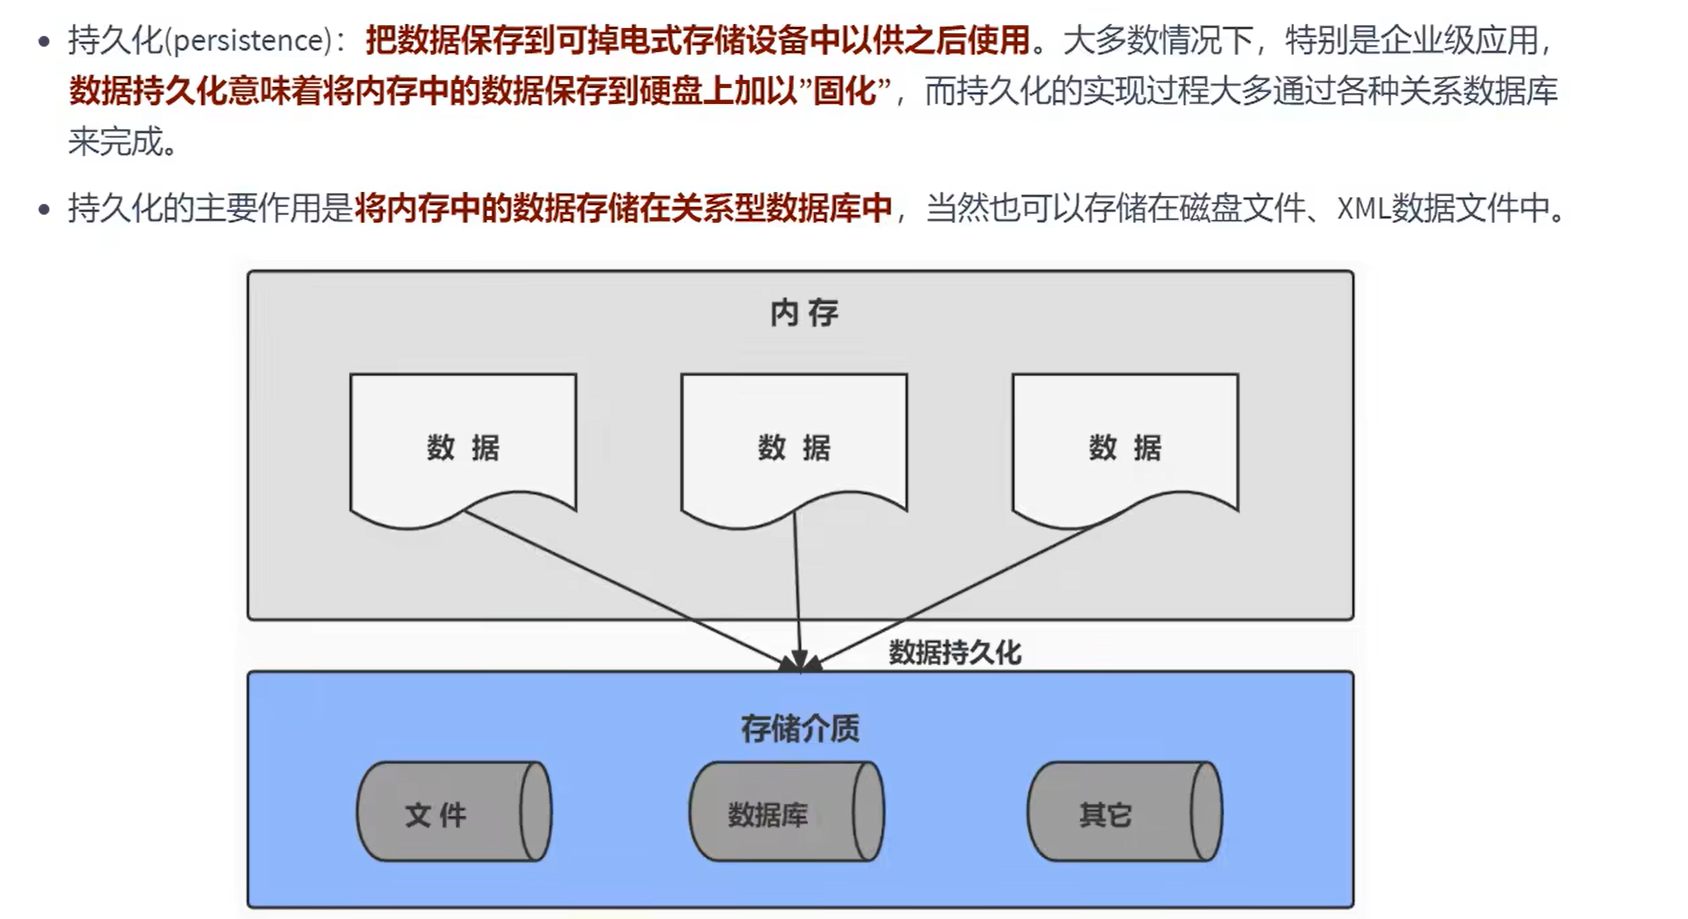 • 持久化(persistence)：把数据保存到可掉电式存储设备中以供之后使用。大多数情况下，特别是企业级应用，
数据持久化意味着将内存中的数据保存到硬盘上加以”固化”，而持久化的实现过程大多通过各种关系数据库
来完成。
• 持久化的主要作用是将内存中的数据存储在关系型数据库中，当然也可以存储在磁盘文件、XML数据文件中。
内 存
数 据
数 据
数 据
数据持久化
存储介质
文 件
数据库
其它